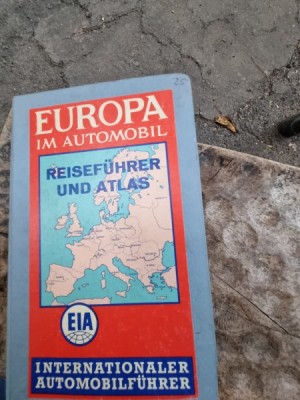 EUROPA
IM AUTOMOBIL
REISEFÜHRER
UND ATLAS
EIA
INTERNATIONALER
AUTOMOBILFÜHRER